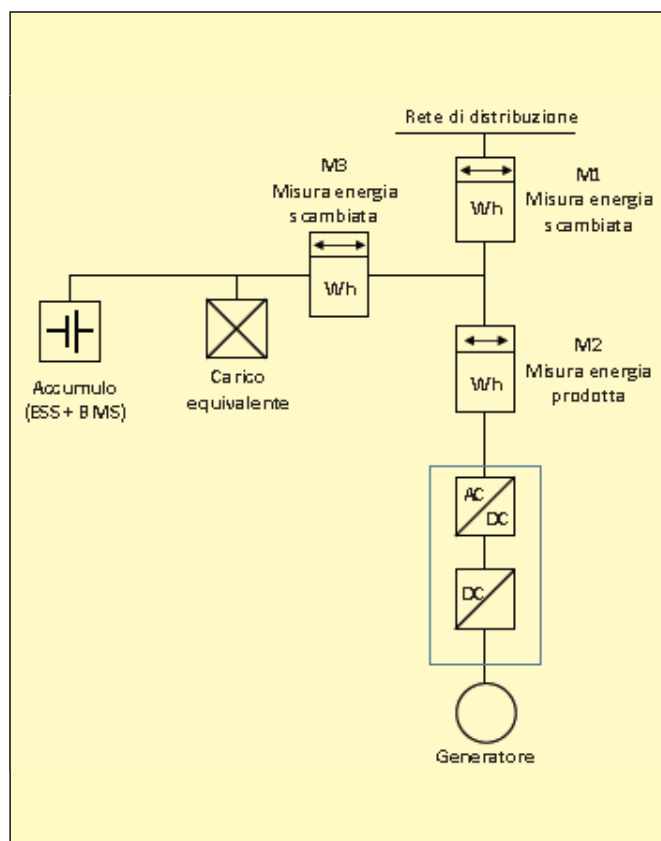 Rete di distribuzione
M3
Misura energia
scambiata
Wh
M1
Misura energia
scambiata
Wh
Accumulo
(ESS + BMS)
Carico
equivalente
M2
Misura energia
prodotta
Wh
AC
DC
DC
Generatore